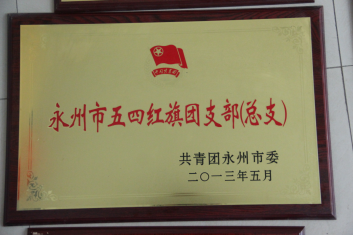 永州市五四红旗团支部(总支)
共青团永州市委
二〇一三年五月